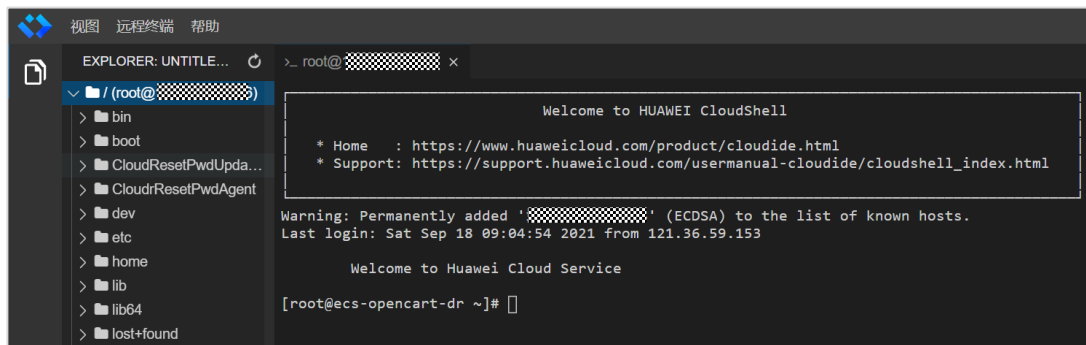 视图 远程终端 帮助
EXPLORER: UNTITLE...
>_ root@ ×
/ (root@ )
bin
boot
CloudResetPwdUpda...
CloudrResetPwdAgent
dev
etc
home
lib
lib64
lost+found
Welcome to HUAWEI CloudShell
* Home : https://www.huaweicloud.com/product/cloudide.html
* Support: https://support.huaweicloud.com/usermanual-cloudide/cloudshell_index.html
Warning: Permanently added ' ' (ECDSA) to the list of known hosts.
Last login: Sat Sep 18 09:04:54 2021 from 121.36.59.153
Welcome to Huawei Cloud Service
[root@ecs-opencart-dr ~]#